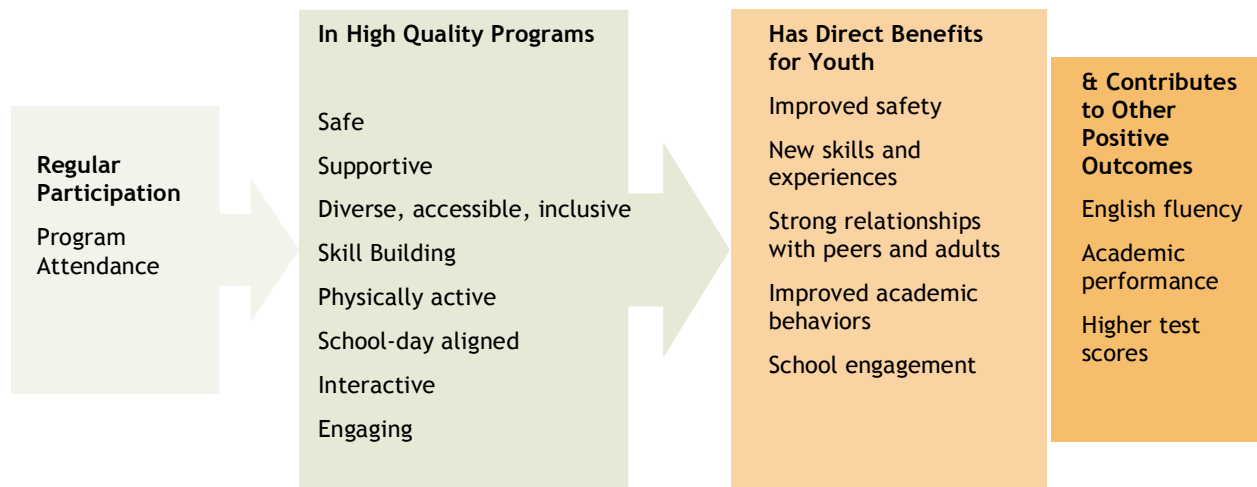 Regular
Participation
Program
Attendance
In High Quality Programs
Safe
Supportive
Diverse, accessible, inclusive
Skill Building
Physically active
School-day aligned
Interactive
Engaging
Has Direct Benefits
for Youth
Improved safety
New skills and
experiences
Strong relationships
with peers and adults
Improved academic
behaviors
School engagement
& Contributes
to Other
Positive
Outcomes
English fluency
Academic
performance
Higher test
scores